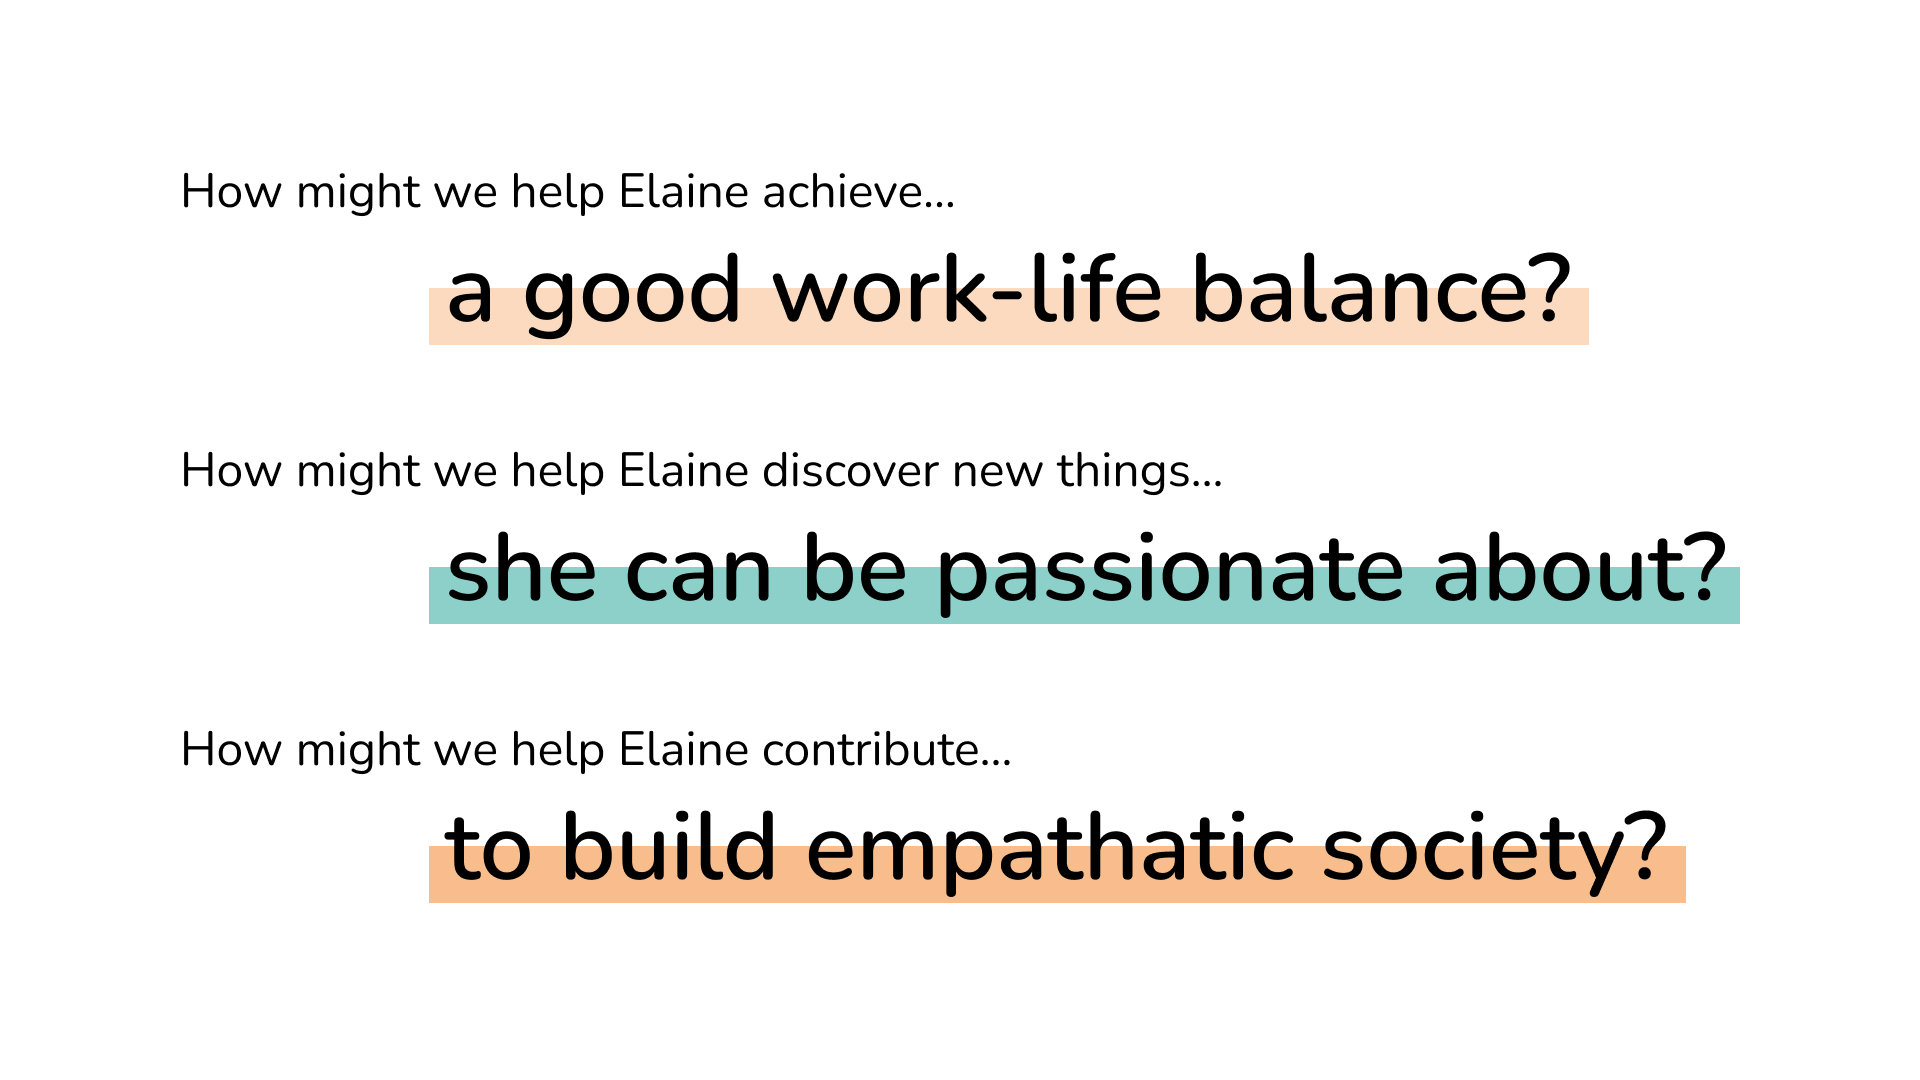 How might we help Elaine achieve...
a good work-life balance?
How might we help Elaine discover new things...
she can be passionate about?
How might we help Elaine contribute...
to build empathatic society?